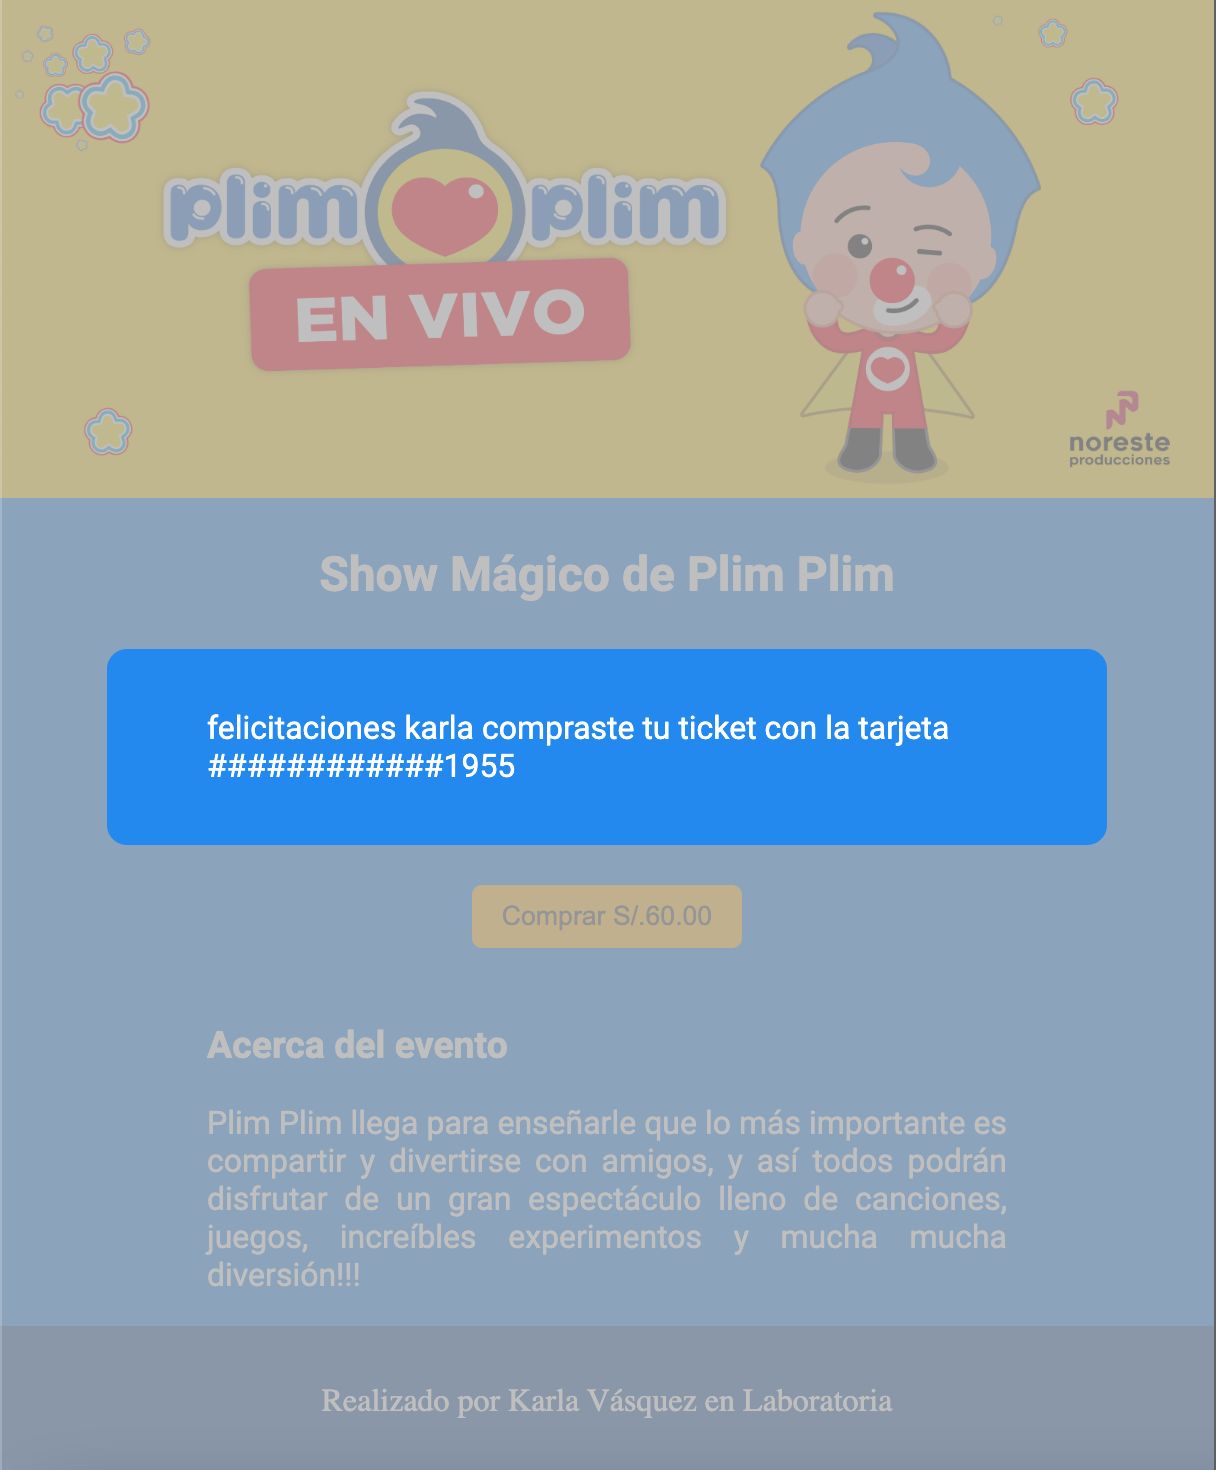 plim plim
EN VIVO
noreste
producciones
Show Mágico de Plim Plim
felicitaciones karla compraste tu ticket con la tarjeta
############1955
Comprar S/.60.00
Acerca del evento
Plim Plim llega para enseñarle que lo más importante es
compartir y divertirse con amigos, y así todos podrán
disfrutar de un gran espectáculo lleno de canciones,
juegos, increíbles experimentos y mucha mucha
diversión!!!
Realizado por Karla Vásquez en Laboratoria